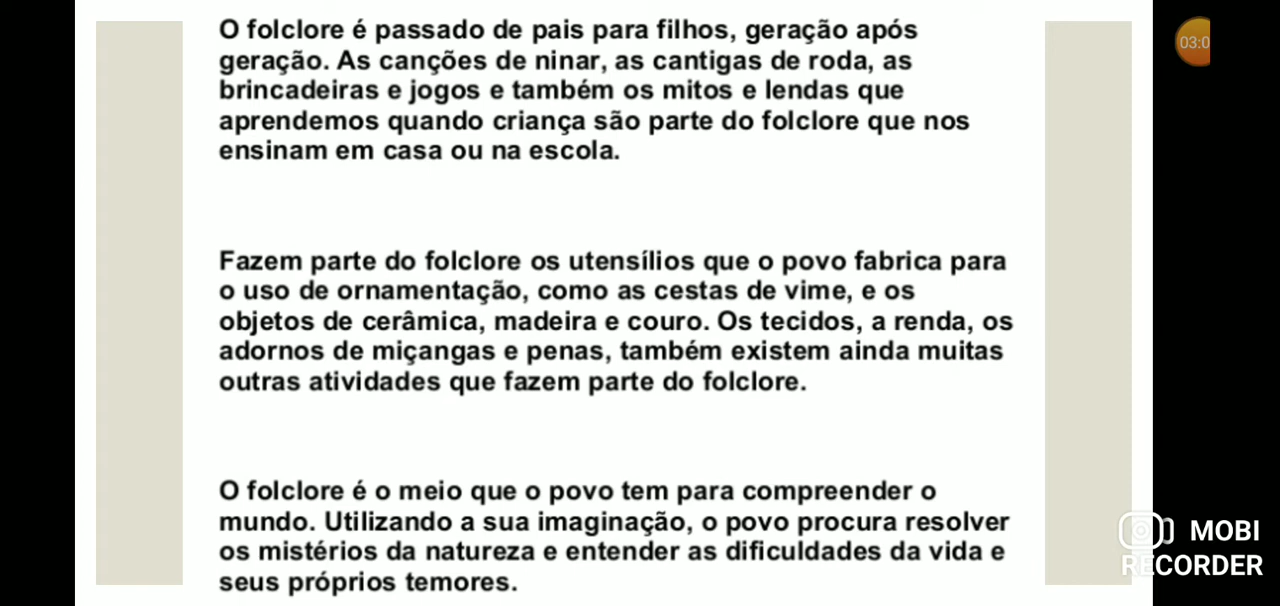 O folclore é passado de pais para filhos, geração após
geração. As canções de ninar, as cantigas de roda, as
brincadeiras e jogos e também os mitos e lendas que
aprendemos quando criança são parte do folclore que nos
ensinam em casa ou na escola.
Fazem parte do folclore os utensílios que o povo fabrica para
o uso de ornamentação, como as cestas de vime, e os
objetos de cerâmica, madeira e couro. Os tecidos, a renda, os
adornos de miçangas e penas, também existem ainda muitas
outras atividades que fazem parte do folclore.
O folclore é o meio que o povo tem para compreender o
mundo. Utilizando a sua imaginação, o povo procura resolver
os mistérios da natureza e entender as dificuldades da vida e
seus próprios temores.
03:0
MOBI
RECORDER